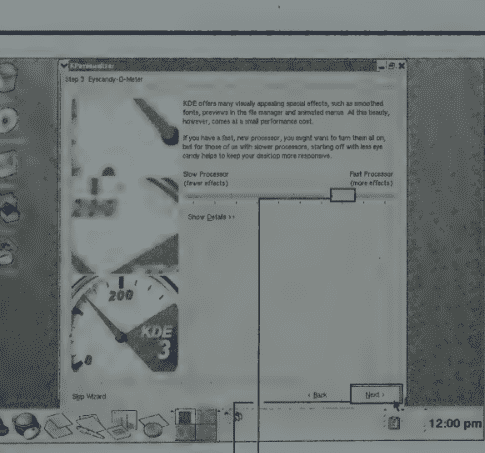 KPersonalizer
Step 3 Eyecandy-O-Meter
KDE offers many visually appealing special effects, such as smoothed
fonts, previews in the file manager and animated menus. All this beauty,
however, comes at a small performance cost.
If you have a fast, new processor, you might want to turn them all on,
but for those of us with slower processors, starting off with less eye
candy helps to keep your desktop more responsive.
Slow Processor
(fewer effects)
Fast Processor
(more effects)
Show Details >>
200
200
KDE
3
0
Skip Wizard
< Back
Next >
12:00 pm